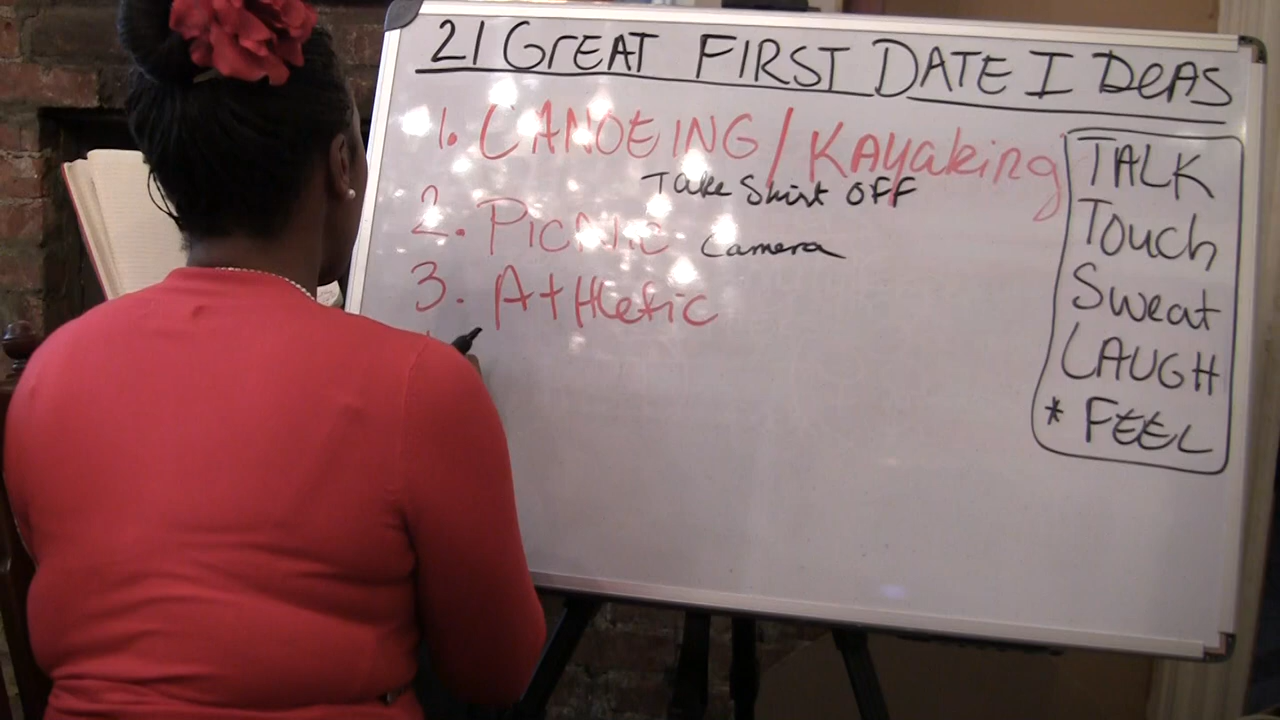 21 GREAT FIRST DATE IDEAS
1. CANOEING / KAyaking
Take Shirt OFF
2. Picnic camera
3. Athletic
TALK
Touch
Sweat
LAUGH
* FEEL